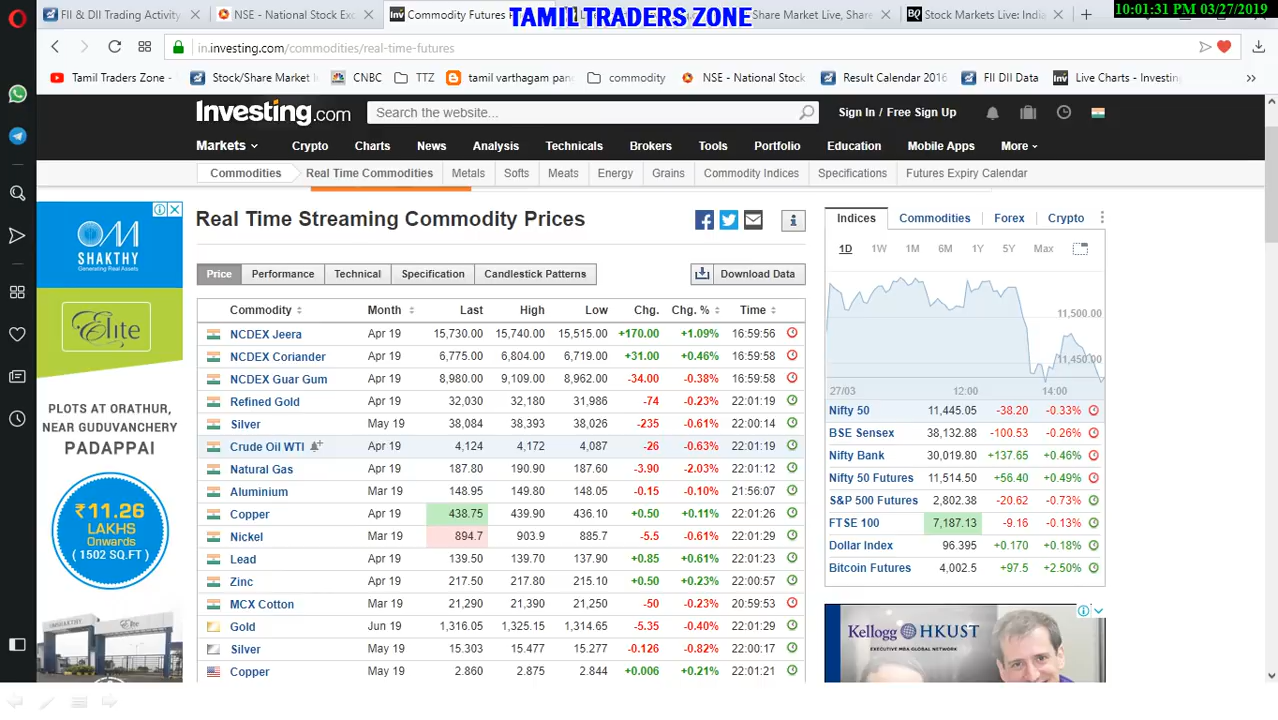 FII & DII Trading Activity
NSE - National Stock Exc
Commodity Futures P
TAMIL TRADERS ZONE
Share Market Live, Share
Stock Markets Live: India
10:01:31 PM 03/27/2019
in.investing.com/commodities/real-time-futures
Tamil Traders Zone -
Stock/Share Market
CNBC
TTZ
tamil varthagam pan
commodity
NSE - National Stock
Result Calendar 2016
FII DII Data
Live Charts - Investin
Investing.com
Search the website...
Sign In / Free Sign Up
Markets
Crypto
Charts
News
Analysis
Technicals
Brokers
Tools
Portfolio
Education
Mobile Apps
More
Commodities
Real Time Commodities
Metals
Softs
Meats
Energy
Grains
Commodity Indices
Specifications
Futures Expiry Calendar
Real Time Streaming Commodity Prices
Price
Performance
Technical
Specification
Candlestick Patterns
Download Data
Commodity Month Last High Low Chg. Chg. % Time
NCDEX Jeera Apr 19 15,730.00 15,740.00 15,515.00 +170.00 +1.09% 16:59:56
NCDEX Coriander Apr 19 6,775.00 6,804.00 6,719.00 +31.00 +0.46% 16:59:58
NCDEX Guar Gum Apr 19 8,980.00 9,109.00 8,962.00 -34.00 -0.38% 16:59:58
Refined Gold Apr 19 32,030 32,180 31,986 -74 -0.23% 22:01:19
Silver May 19 38,084 38,393 38,026 -235 -0.61% 22:00:14
Crude Oil WTI Apr 19 4,124 4,172 4,087 -26 -0.63% 22:01:19
Natural Gas Apr 19 187.80 190.90 187.60 -3.90 -2.03% 22:01:12
Aluminium Mar 19 148.95 149.80 148.05 -0.15 -0.10% 21:56:07
Copper Apr 19 438.75 439.90 436.10 +0.50 +0.11% 22:01:26
Nickel Mar 19 894.7 903.9 885.7 -5.5 -0.61% 22:01:29
Lead Apr 19 139.50 139.70 137.90 +0.85 +0.61% 22:01:23
Zinc Apr 19 217.50 217.80 215.10 +0.50 +0.23% 22:00:57
MCX Cotton Mar 19 21,290 21,390 21,250 -50 -0.23% 20:59:53
Gold Jun 19 1,316.05 1,325.15 1,314.65 -5.35 -0.40% 22:01:29
Silver May 19 15.303 15.477 15.277 -0.126 -0.82% 22:00:17
Copper May 19 2.860 2.875 2.844 +0.006 +0.21% 22:01:21
Indices
Commodities
Forex
Crypto
1D 1W 1M 6M 1Y 5Y Max
11,500.00
11,450.00
27/03 12:00 14:00
Nifty 50 11,445.05 -38.20 -0.33%
BSE Sensex 38,132.88 -100.53 -0.26%
Nifty Bank 30,019.80 +137.65 +0.46%
Nifty 50 Futures 11,514.50 +56.40 +0.49%
S&P 500 Futures 2,802.38 -20.62 -0.73%
FTSE 100 7,187.13 -9.16 -0.13%
Dollar Index 96.395 +0.170 +0.18%
Bitcoin Futures 4,002.5 +97.5 +2.50%
Kellogg HKUST
EXECUTIVE MBA GLOBAL NETWORK
OM
SHAKTHY
Generating Real Assets
Elite
PLOTS AT ORATHUR,
NEAR GUDUVANCHERY
PADAPPAI
₹11.26
LAKHS
Onwards
( 1502 SQ.FT )